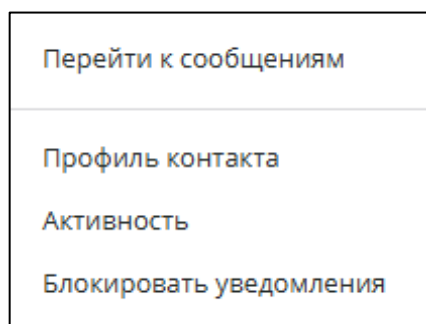 Перейти к сообщениям
Профиль контакта
Активность
Блокировать уведомления